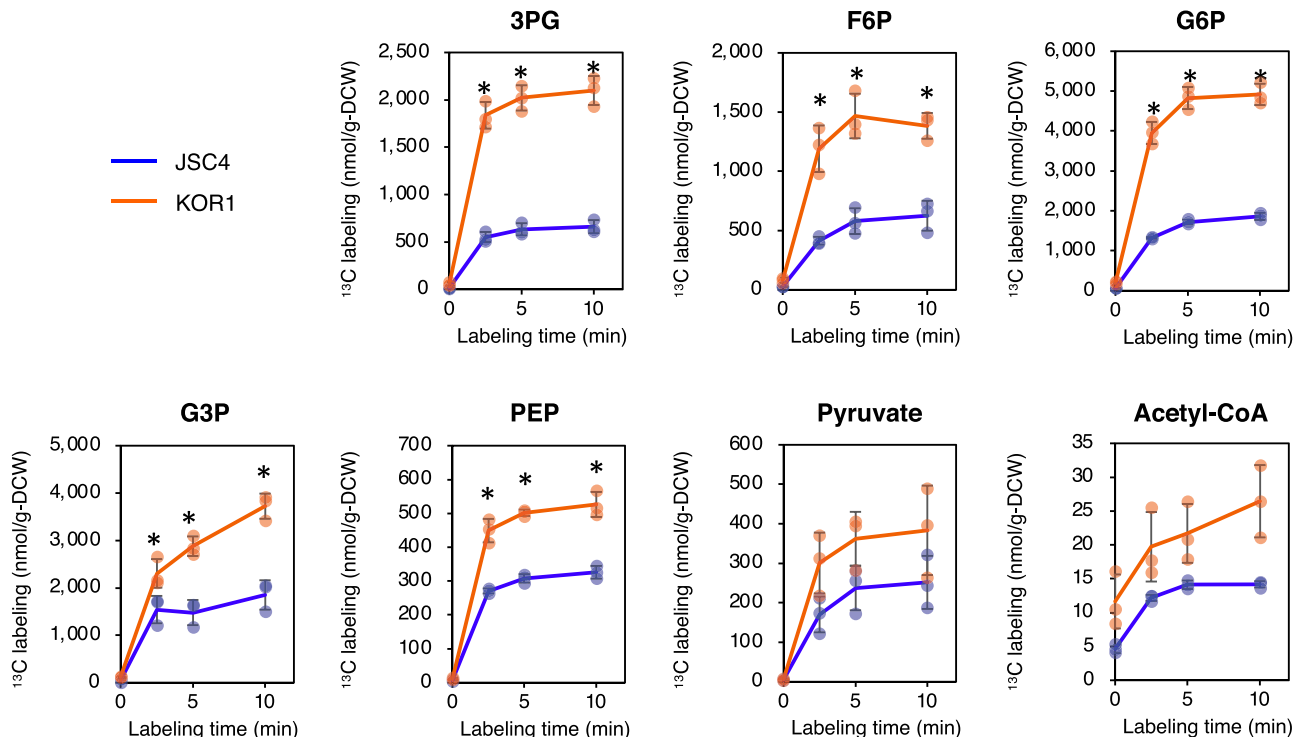 JSC4
KOR1
3PG
¹³C labeling (nmol/g-DCW)
2,500
2,000
1,500
1,000
500
0
* * *
0 5 10
Labeling time (min)
F6P
¹³C labeling (nmol/g-DCW)
2,000
1,500
1,000
500
0
* * *
0 5 10
Labeling time (min)
G6P
¹³C labeling (nmol/g-DCW)
6,000
5,000
4,000
3,000
2,000
1,000
0
* * *
0 5 10
Labeling time (min)
G3P
¹³C labeling (nmol/g-DCW)
5,000
4,000
3,000
2,000
1,000
0
* * *
0 5 10
Labeling time (min)
PEP
¹³C labeling (nmol/g-DCW)
700
600
500
400
300
200
100
0
* * *
0 5 10
Labeling time (min)
Pyruvate
¹³C labeling (nmol/g-DCW)
600
500
400
300
200
100
0
0 5 10
Labeling time (min)
Acetyl-CoA
¹³C labeling (nmol/g-DCW)
35
30
25
20
15
10
5
0
0 5 10
Labeling time (min)